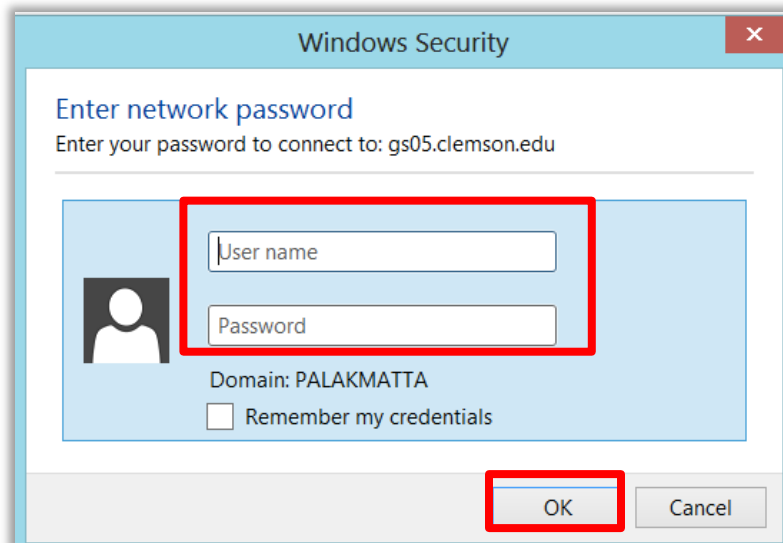 Windows Security
Enter network password
Enter your password to connect to: gs05.clemson.edu
User name
Password
Domain: PALAKMATTA
Remember my credentials
OK
Cancel